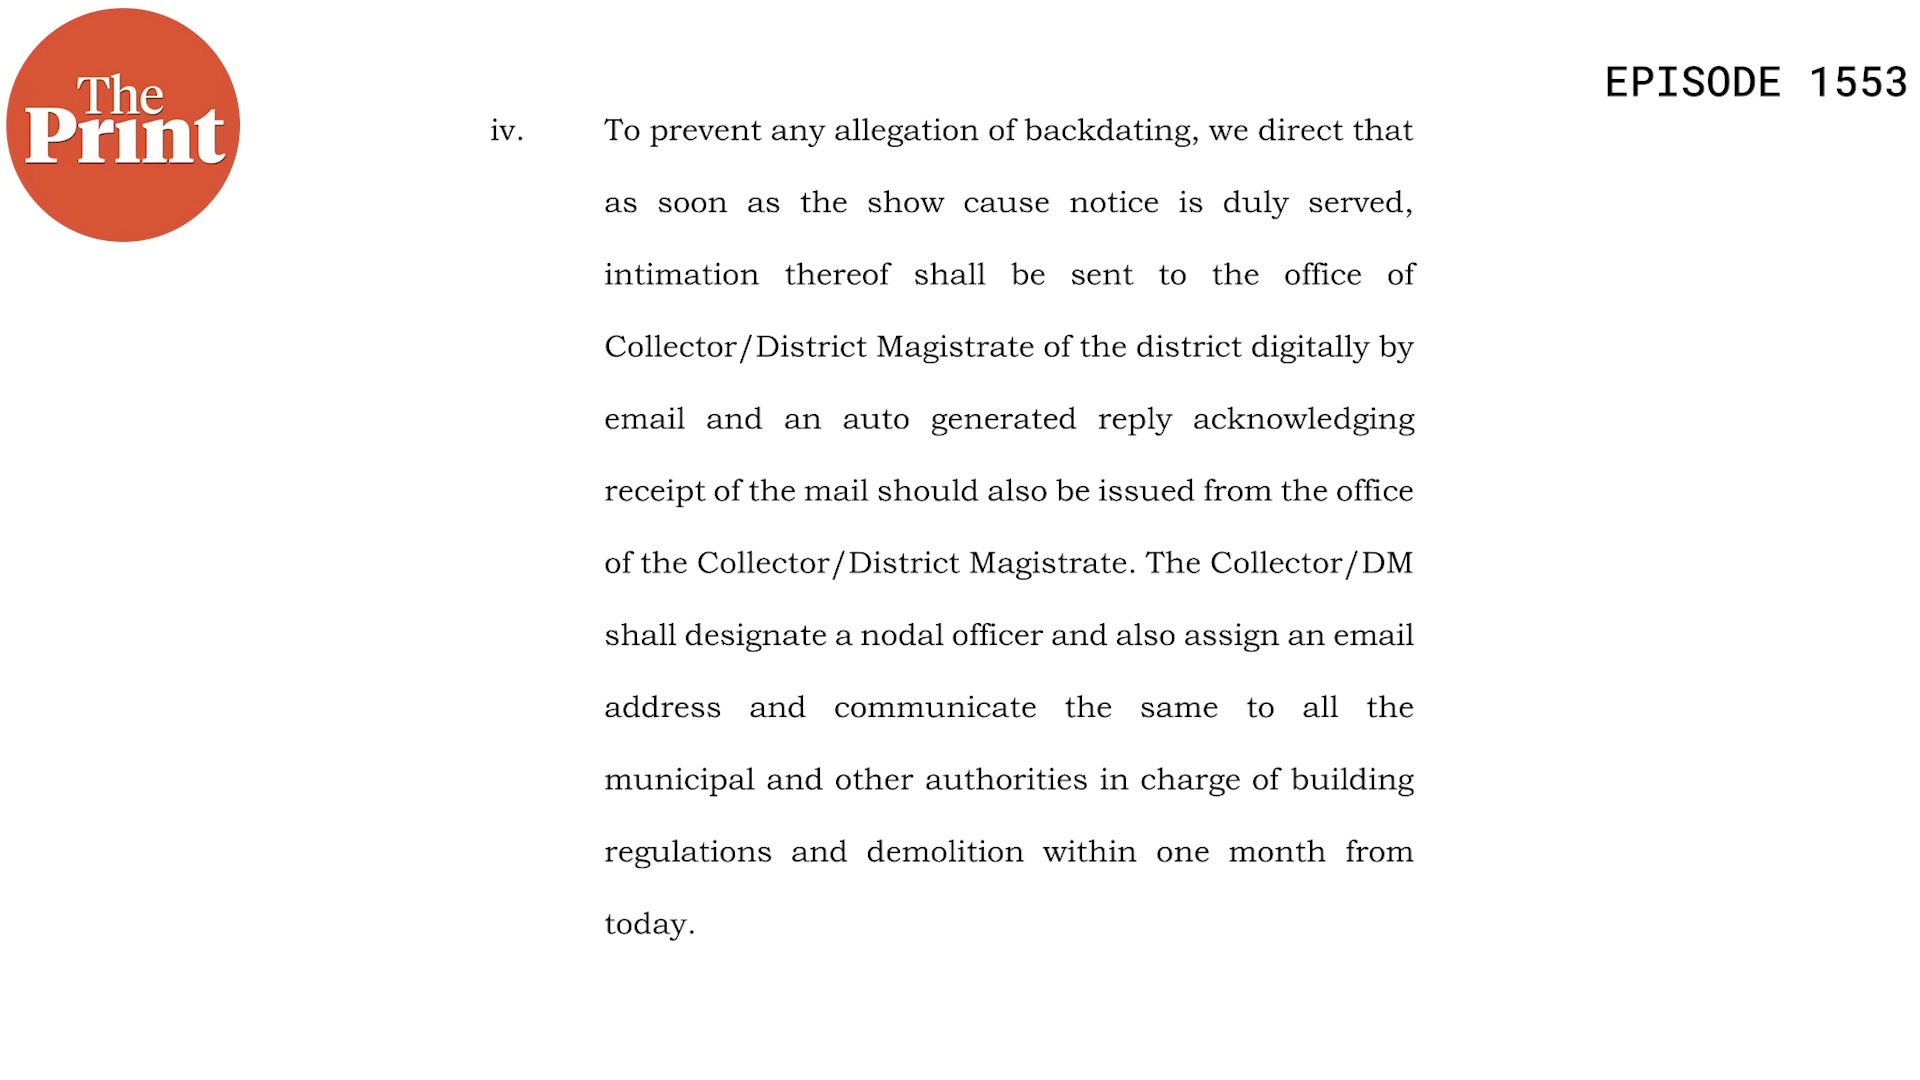 The
Print
EPISODE 1553
iv. To prevent any allegation of backdating, we direct that
as soon as the show cause notice is duly served,
intimation thereof shall be sent to the office of
Collector/District Magistrate of the district digitally by
email and an auto generated reply acknowledging
receipt of the mail should also be issued from the office
of the Collector/District Magistrate. The Collector/DM
shall designate a nodal officer and also assign an email
address and communicate the same to all the
municipal and other authorities in charge of building
regulations and demolition within one month from
today.